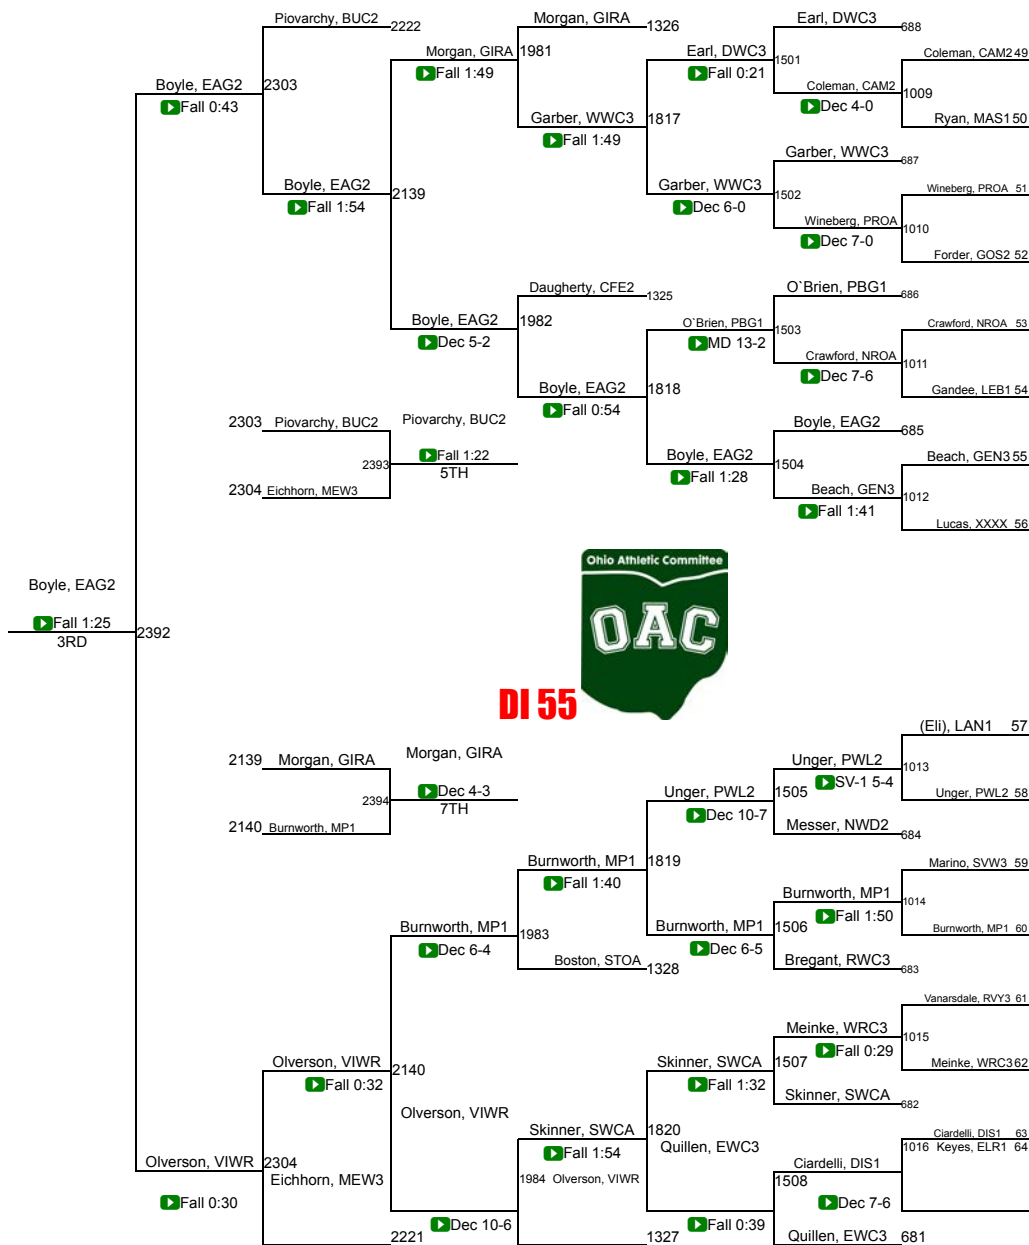 Piovarchy, BUC2
2222
Morgan, GIRA
1326
Earl, DWC3
688
Morgan, GIRA
1981
Fall 1:49
Earl, DWC3
Fall 0:21
1501
Coleman, CAM2 49
Boyle, EAG2
2303
Fall 0:43
Coleman, CAM2
1009
Dec 4-0
Garber, WWC3
1817
Fall 1:49
Ryan, MAS1 50
Garber, WWC3
687
Boyle, EAG2
2139
Fall 1:54
Garber, WWC3
1502
Dec 6-0
Wineberg, PROA 51
Wineberg, PROA
1010
Dec 7-0
Forder, GOS2 52
Daugherty, CFE2
1325
O`Brien, PBG1
686
Boyle, EAG2
1982
Dec 5-2
O`Brien, PBG1
1503
MD 13-2
Crawford, NROA 53
Crawford, NROA
1011
Dec 7-6
Boyle, EAG2
1818
Fall 0:54
Gandee, LEB1 54
2303 Piovarchy, BUC2
Piovarchy, BUC2
Boyle, EAG2
685
2393
Fall 1:22
5TH
Boyle, EAG2
1504
Fall 1:28
Beach, GEN3 55
2304 Eichhorn, MEW3
Beach, GEN3
1012
Fall 1:41
Lucas, XXXX 56
Ohio Athletic Committee
OAC
Boyle, EAG2
Fall 1:25
3RD
2392
DI 55
(Eli), LAN1 57
2139 Morgan, GIRA
Morgan, GIRA
Unger, PWL2
1013
SV-1 5-4
2394
Dec 4-3
7TH
Unger, PWL2
1505
Dec 10-7
Unger, PWL2 58
2140 Burnworth, MP1
Messer, NWD2
684
Burnworth, MP1
1819
Fall 1:40
Marino, SVW3 59
Burnworth, MP1
1014
Fall 1:50
Burnworth, MP1
1983
Dec 6-4
Burnworth, MP1
1506
Dec 6-5
Burnworth, MP1 60
Boston, STOA
1328
Bregant, RWC3
683
Vanarsdale, RVY3 61
Meinke, WRC3
1015
Fall 0:29
Olverson, VIWR
2140
Fall 0:32
Skinner, SWCA
1507
Fall 1:32
Meinke, WRC3 62
Skinner, SWCA
682
Olverson, VIWR
Skinner, SWCA
1820
Fall 1:54
Quillen, EWC3
Ciardelli, DIS1 63
1016 Keyes, ELR1 64
Olverson, VIWR
2304
Fall 0:30
Eichhorn, MEW3
1984 Olverson, VIWR
Ciardelli, DIS1
1508
Dec 7-6
Dec 10-6
Fall 0:39
2221
1327
Quillen, EWC3
681